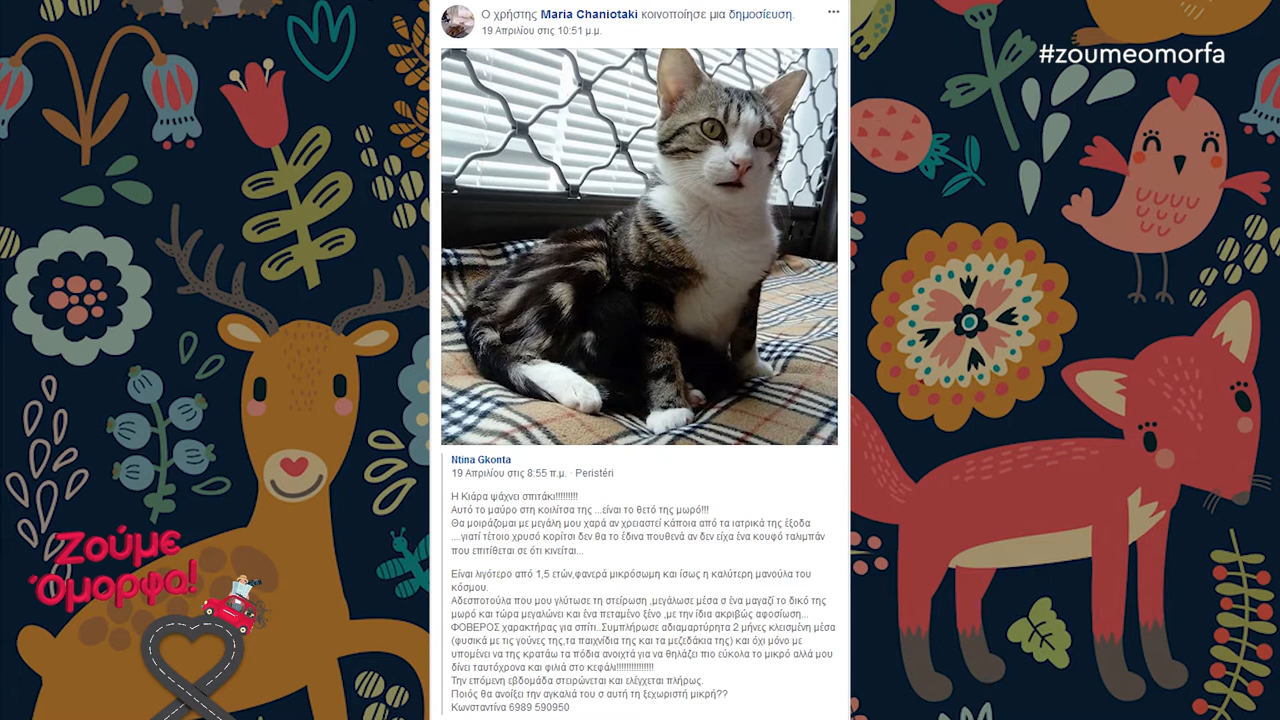 Ο χρήστης Maria Chaniotaki κοινοποίησε μια δημοσίευση.
19 Απριλίου στις 10:51 μ.μ.
#zoumeomorfa
Ntina Gkonta
19 Απριλίου στις 8:55 π.μ. · Peristéri
Η Κιάρα ψάχνει σπιτάκι!!!!!!!!!
Αυτό το μαύρο στη κοιλίτσα της ...είναι το θετό της μωρό!!!
Θα μοιράζομαι με μεγάλη μου χαρά αν χρειαστεί κάποια από τα ιατρικά της έξοδα
....γιατί τέτοιο χρυσό κορίτσι δεν θα το έδινα πουθενά αν δεν είχα ένα κουφό ταλιμπάν
που επιτίθεται σε ότι κινείται...
Είναι λιγότερο από 1,5 ετών,φανερά μικρόσωμη και ίσως η καλύτερη μανούλα του
κόσμου.
Αδεσποτούλα που μου γλύτωσε τη στείρωση ,μεγάλωσε μέσα σ ένα μαγαζί το δικό της
μωρό και τώρα μεγαλώνει και ένα πεταμένο ξένο ,με την ίδια ακριβώς αφοσίωση...
ΦΟΒΕΡΟΣ χαρακτήρας για σπίτι. Συμπλήρωσε αδιαμαρτύρητα 2 μήνες κλεισμένη μέσα
(φυσικά με τις γούνες της,τα παιχνίδια της και τα μεζεδάκια της) και όχι μόνο με
υπομένει να της κρατάω τα πόδια ανοιχτά για να θηλάζει πιο εύκολα το μικρό αλλά μου
δίνει ταυτόχρονα και φιλιά στο κεφάλι!!!!!!!!!!!!!!!
Την επόμενη εβδομάδα στειρώνεται και ελέγχεται πλήρως.
Ποιός θα ανοίξει την αγκαλιά του σ αυτή τη ξεχωριστή μικρή??
Κωνσταντίνα 6989 590950
Ζούμε
Όμορφα!